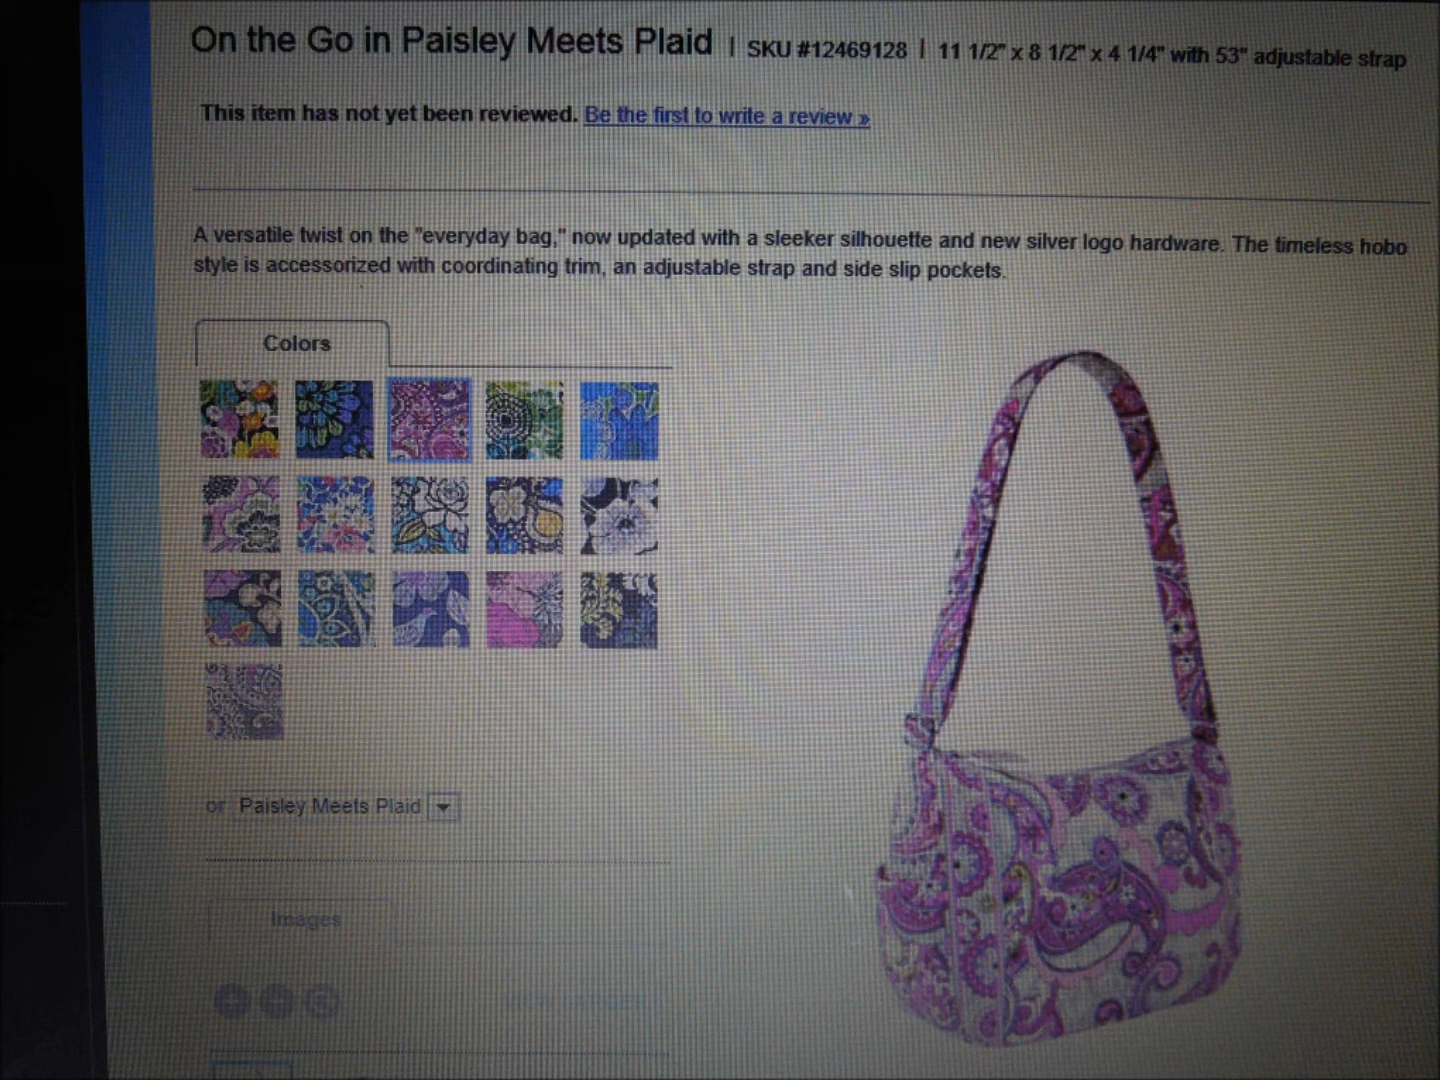 On the Go in Paisley Meets Plaid | SKU #12469128 | 11 1/2" x 8 1/2" x 4 1/4" with 53" adjustable strap
This item has not yet been reviewed. Be the first to write a review »
A versatile twist on the "everyday bag," now updated with a sleeker silhouette and new silver logo hardware. The timeless hobo
style is accessorized with coordinating trim, an adjustable strap and side slip pockets.
Colors
or Paisley Meets Plaid
Images